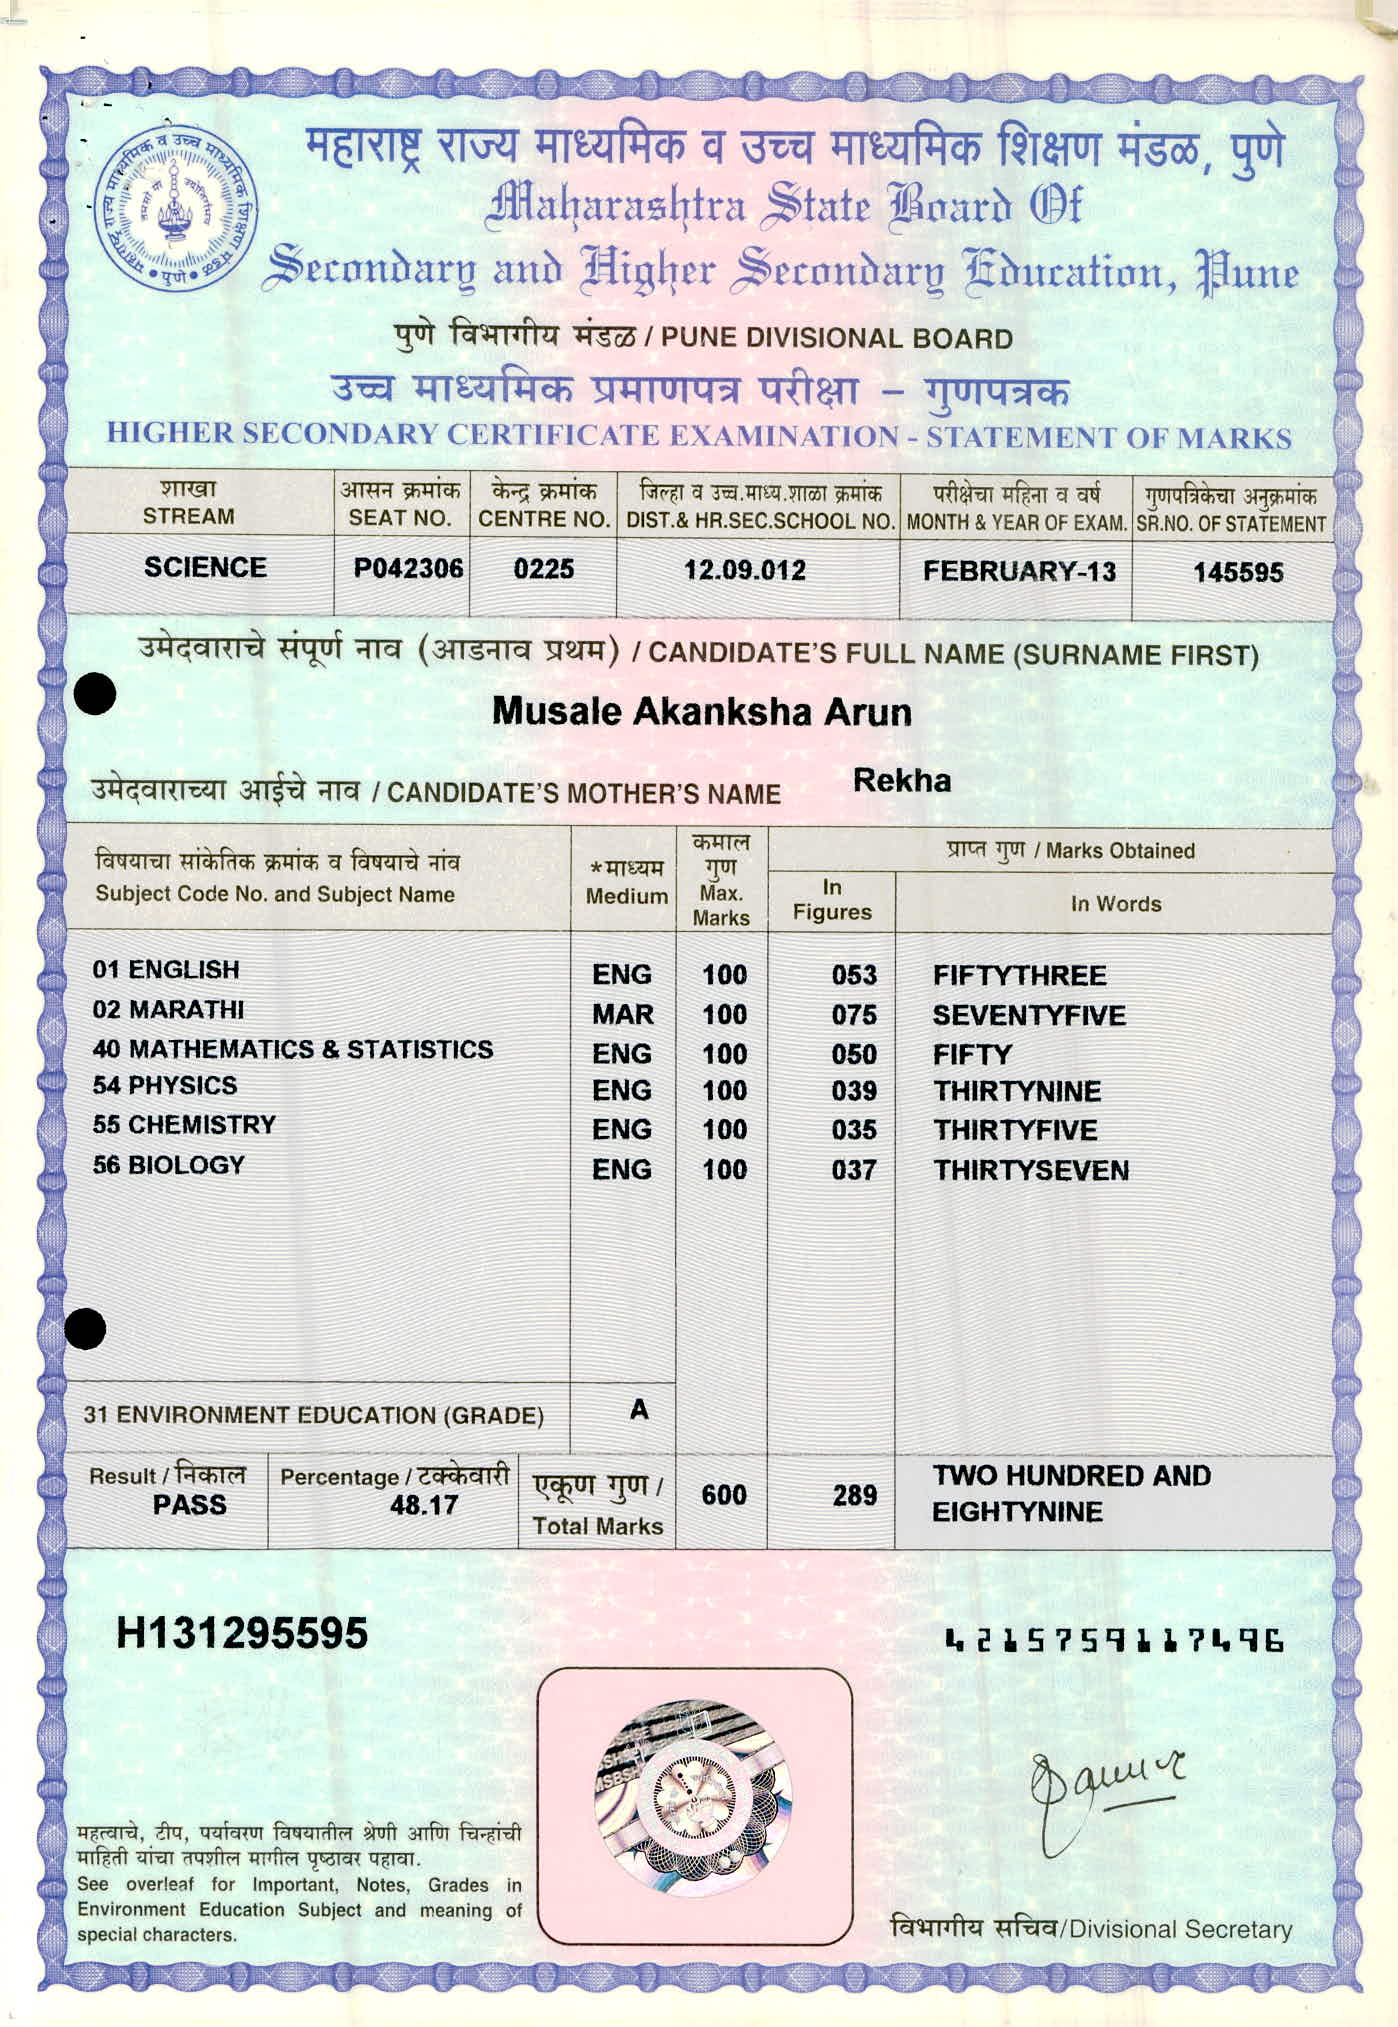 महाराष्ट्र राज्य माध्यमिक व उच्च माध्यमिक शिक्षण मंडळ, पुणे
Maharashtra State Board Of
Secondary and Higher Secondary Education, Pune
महाराष्ट्र राज्य माध्यमिक व उच्च माध्यमिक शिक्षण मंडळ
• पुणे •
पुणे विभागीय मंडळ / PUNE DIVISIONAL BOARD
उच्च माध्यमिक प्रमाणपत्र परीक्षा – गुणपत्रक
HIGHER SECONDARY CERTIFICATE EXAMINATION - STATEMENT OF MARKS
शाखा आसन क्रमांक केन्द्र क्रमांक जिल्हा व उच्च.माध्य.शाळा क्रमांक परीक्षेचा महिना व वर्ष गुणपत्रिकेचा अनुक्रमांक
STREAM SEAT NO. CENTRE NO. DIST.& HR.SEC.SCHOOL NO. MONTH & YEAR OF EXAM. SR.NO. OF STATEMENT
SCIENCE P042306 0225 12.09.012 FEBRUARY-13 145595
उमेदवाराचे संपूर्ण नाव (आडनाव प्रथम) / CANDIDATE'S FULL NAME (SURNAME FIRST)
Musale Akanksha Arun
उमेदवाराच्या आईचे नाव / CANDIDATE'S MOTHER'S NAME Rekha
विषयाचा सांकेतिक क्रमांक व विषयाचे नांव
Subject Code No. and Subject Name
*माध्यम
Medium
कमाल
गुण
Max.
Marks
प्राप्त गुण / Marks Obtained
In
Figures
In Words
01 ENGLISH ENG 100 053 FIFTYTHREE
02 MARATHI MAR 100 075 SEVENTYFIVE
40 MATHEMATICS & STATISTICS ENG 100 050 FIFTY
54 PHYSICS ENG 100 039 THIRTYNINE
55 CHEMISTRY ENG 100 035 THIRTYFIVE
56 BIOLOGY ENG 100 037 THIRTYSEVEN
31 ENVIRONMENT EDUCATION (GRADE) A
Result / निकाल
PASS
Percentage / टक्केवारी
48.17
एकूण गुण /
Total Marks
600 289
TWO HUNDRED AND
EIGHTYNINE
H131295595
4215759117496
महत्वाचे, टीप, पर्यावरण विषयातील श्रेणी आणि चिन्हांची
माहिती यांचा तपशील मागील पृष्ठावर पहावा.
See overleaf for Important, Notes, Grades in
Environment Education Subject and meaning of
special characters.
विभागीय सचिव/Divisional Secretary